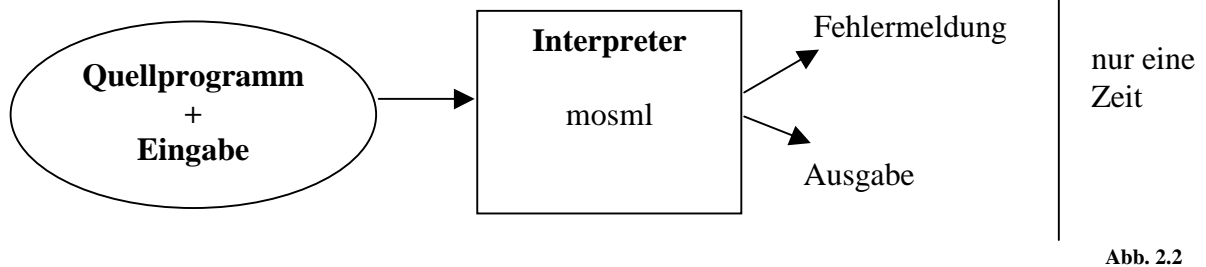 Quellprogramm
+
Eingabe
Interpreter
mosml
Fehlermeldung
Ausgabe
nur eine
Zeit
Abb. 2.2